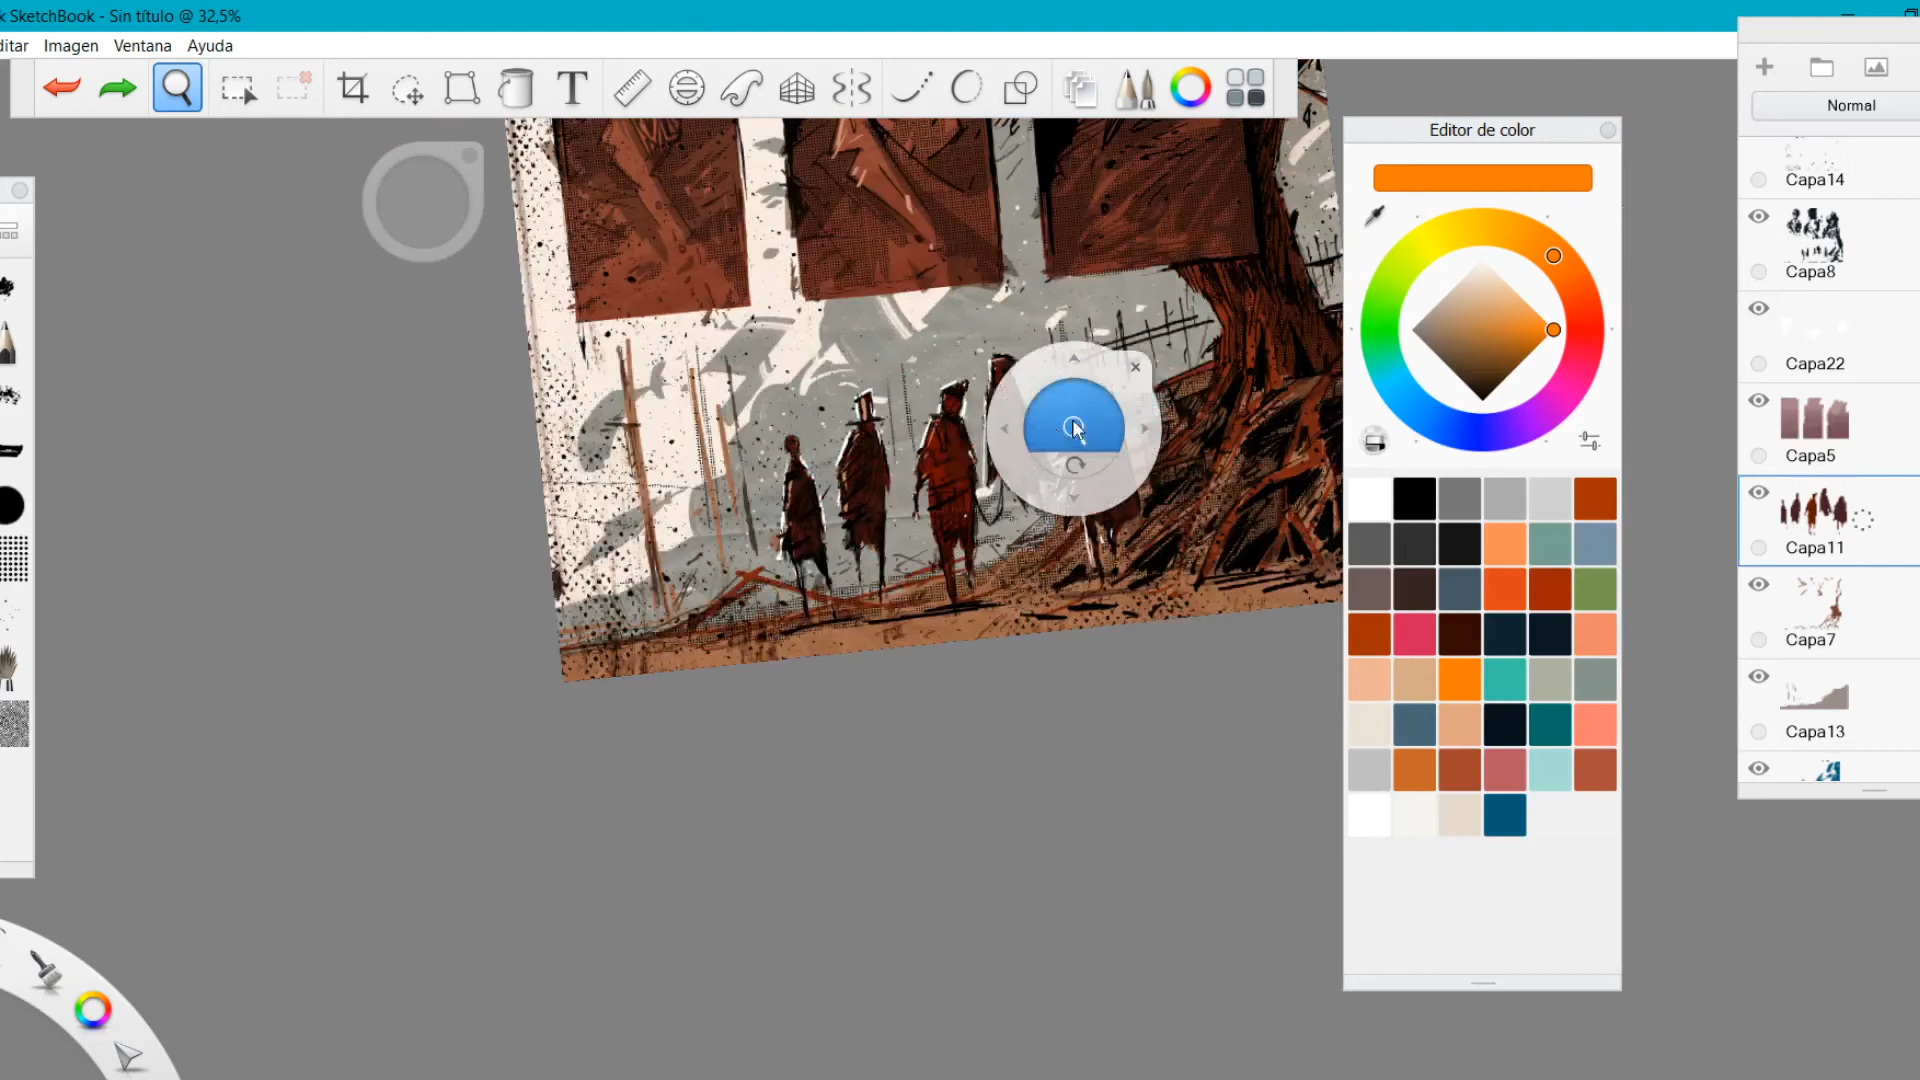 k SketchBook - Sin título @ 32,5%
ditar Imagen Ventana Ayuda
Editor de color
Normal
Capa14
Capa8
Capa22
Capa5
Capa11
Capa7
Capa13